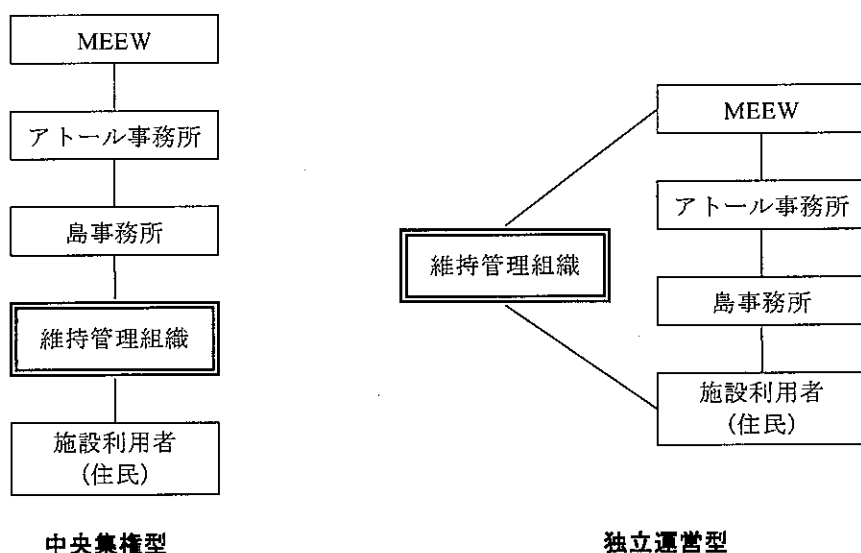 MEEW
アトール事務所
島事務所
維持管理組織
施設利用者
(住民)
中央集権型
MEEW
アトール事務所
維持管理組織
島事務所
施設利用者
(住民)
独立運営型